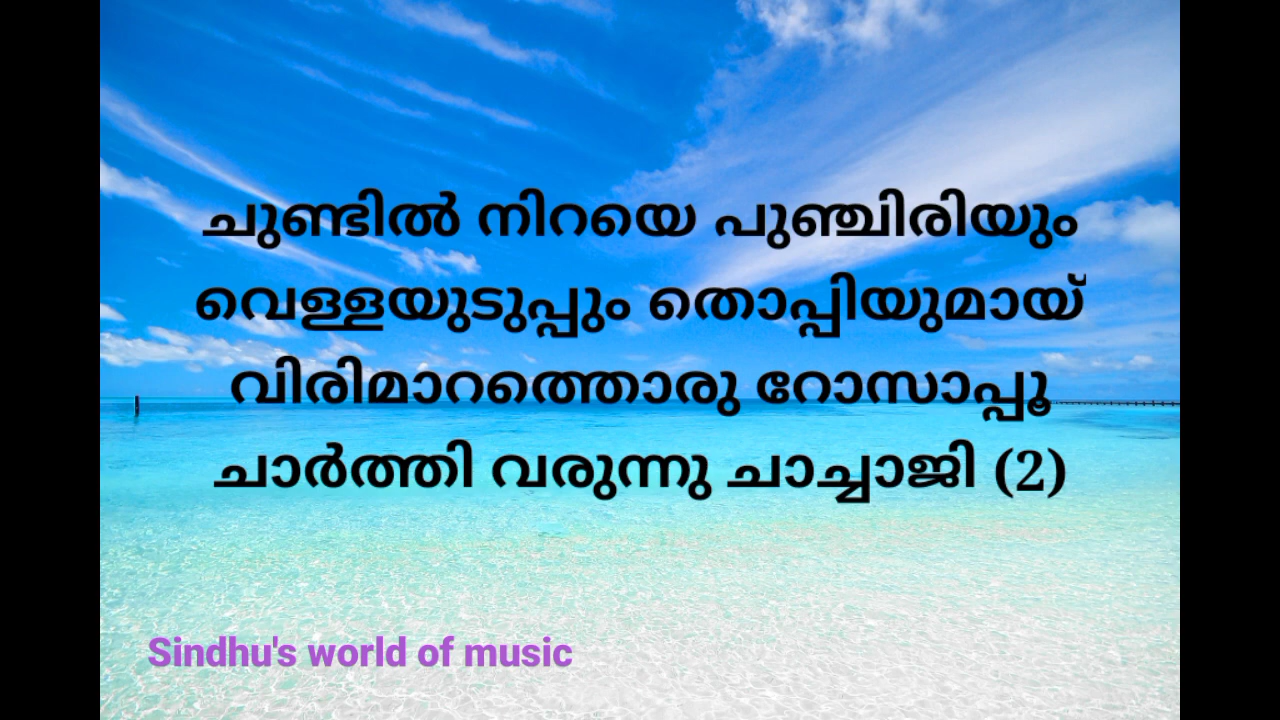 ചുണ്ടിൽ നിറയെ പുഞ്ചിരിയും
വെള്ളയുടുപ്പും തൊപ്പിയുമായ്
വിരിമാറത്തൊരു റോസാപ്പൂ
ചാർത്തി വരുന്നു ചാച്ചാജി (2)
Sindhu's world of music